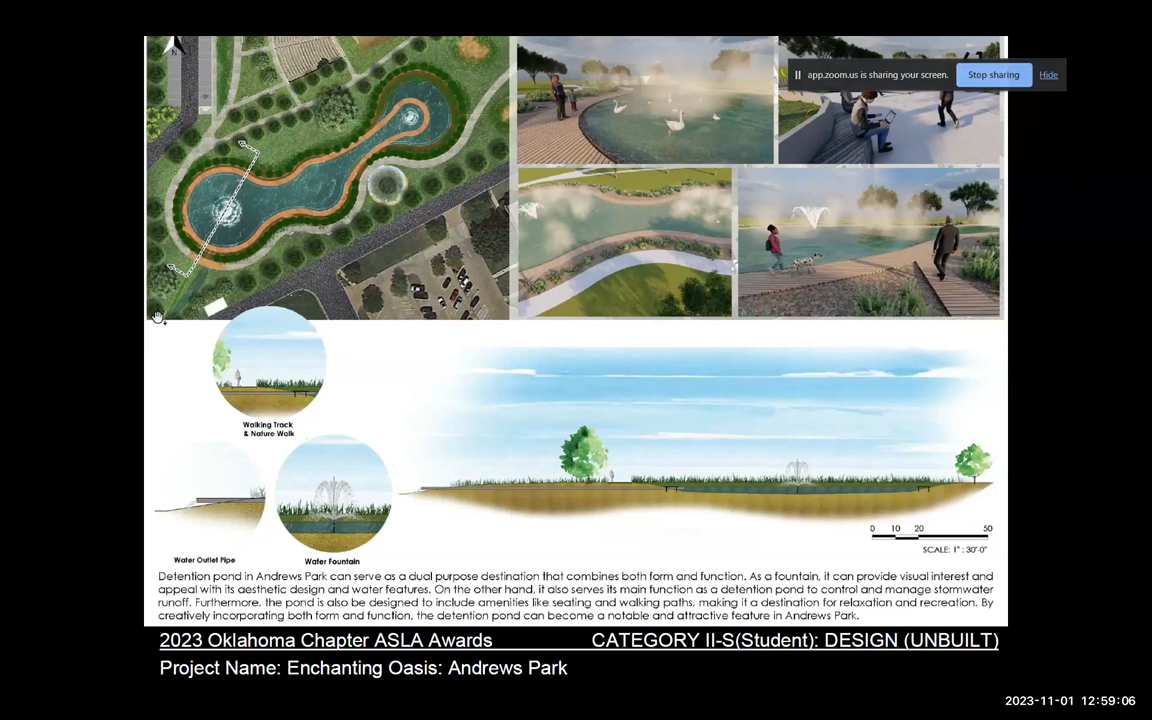 N
app.zoom.us is sharing your screen.
Stop sharing
Hide
Walking Track
& Nature Walk
Water Outlet Pipe
Water Fountain
0 10 20 50
SCALE: 1" : 30'-0"
Detention pond in Andrews Park can serve as a dual purpose destination that combines both form and function. As a fountain, it can provide visual interest and
appeal with its aesthetic design and water features. On the other hand, it also serves its main function as a detention pond to control and manage stormwater
runoff. Furthermore, the pond is also be designed to include amenities like seating and walking paths, making it a destination for relaxation and recreation. By
creatively incorporating both form and function, the detention pond can become a notable and attractive feature in Andrews Park.
2023 Oklahoma Chapter ASLA Awards CATEGORY II-S(Student): DESIGN (UNBUILT)
Project Name: Enchanting Oasis: Andrews Park
2023-11-01 12:59:06